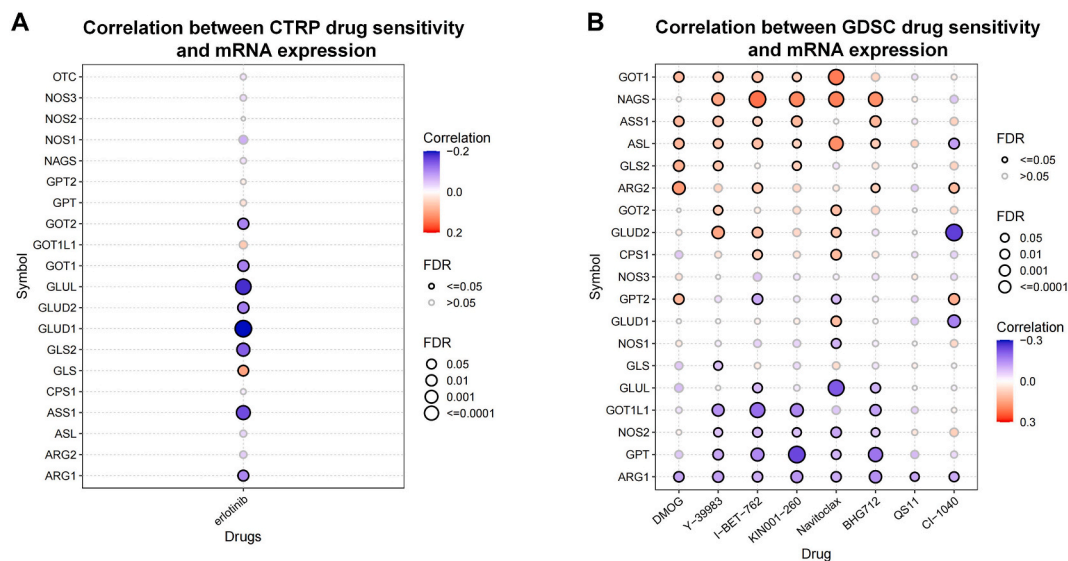 A
Correlation between CTRP drug sensitivity
and mRNA expression
Symbol
OTC
NOS3
NOS2
NOS1
NAGS
GPT2
GPT
GOT2
GOT1L1
GOT1
GLUL
GLUD2
GLUD1
GLS2
GLS
CPS1
ASS1
ASL
ARG2
ARG1
erlotinib
Drugs
Correlation
−0.2
0.0
0.2
FDR
<=0.05
>0.05
FDR
0.05
0.01
0.001
<=0.0001
B
Correlation between GDSC drug sensitivity
and mRNA expression
Symbol
GOT1
NAGS
ASS1
ASL
GLS2
ARG2
GOT2
GLUD2
CPS1
NOS3
GPT2
GLUD1
NOS1
GLS
GLUL
GOT1L1
NOS2
GPT
ARG1
DMOG
Y−39983
I−BET−762
KIN001−260
Navitoclax
BHG712
QS11
CI−1040
Drug
FDR
<=0.05
>0.05
FDR
0.05
0.01
0.001
<=0.0001
Correlation
−0.3
0.0
0.3